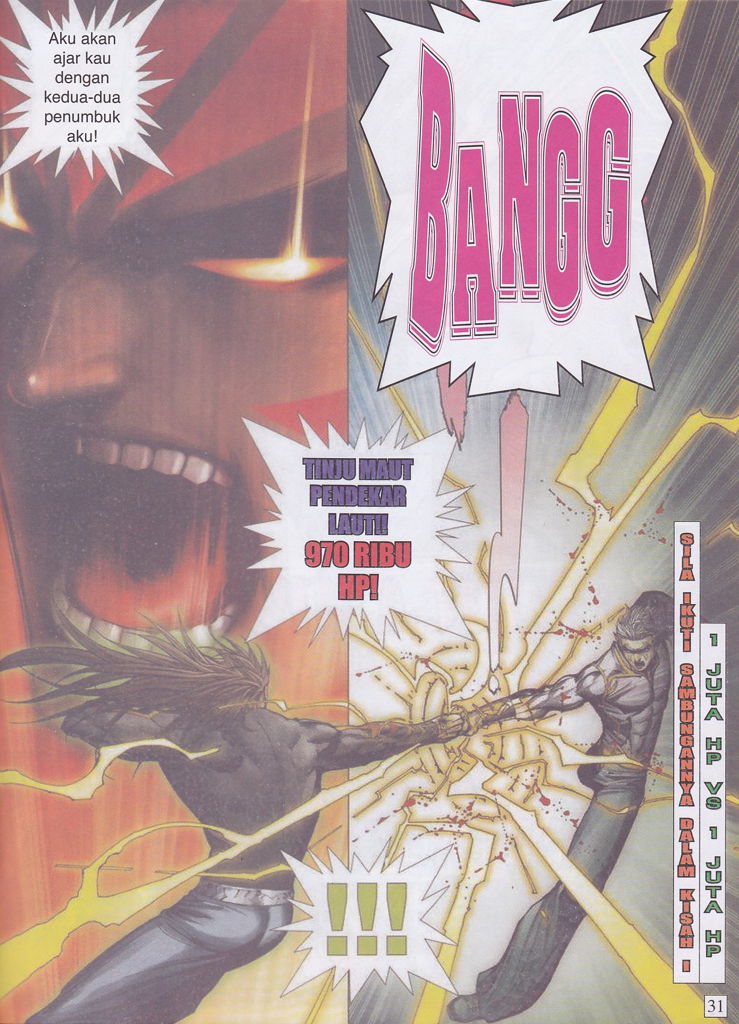 Aku akan
ajar kau
dengan
kedua-dua
penumbuk
aku!
BANGG
TINJU MAUT
PENDEKAR
LAUT!!
970 RIBU
HP!
!!!
SILA IKUTI SAMBUNGANNYA DALAM KISAH I
1 JUTA HP VS 1 JUTA HP
31